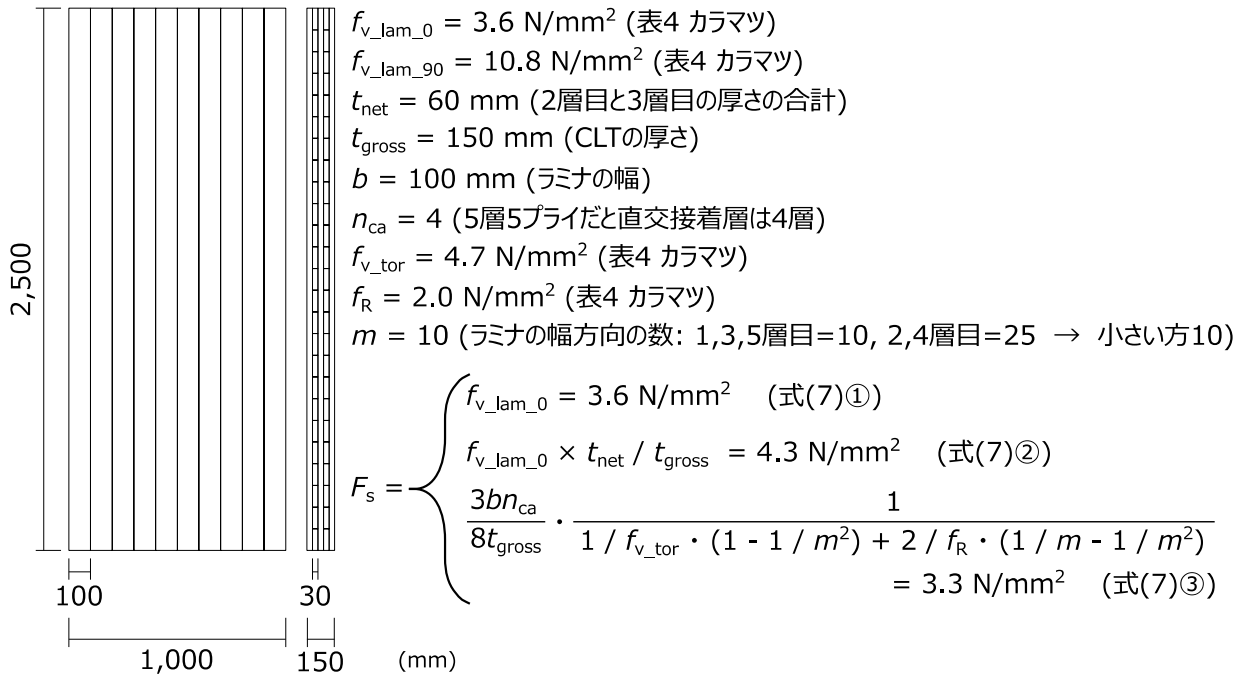 f_v_lam_0 = 3.6 N/mm² (表4 カラマツ)
f_v_lam_90 = 10.8 N/mm² (表4 カラマツ)
t_net = 60 mm (2層目と3層目の厚さの合計)
t_gross = 150 mm (CLTの厚さ)
b = 100 mm (ラミナの幅)
n_ca = 4 (5層5プライだと直交接着層は4層)
f_v_tor = 4.7 N/mm² (表4 カラマツ)
f_R = 2.0 N/mm² (表4 カラマツ)
m = 10 (ラミナの幅方向の数: 1,3,5層目=10, 2,4層目=25 → 小さい方10)
2,500
F_s =
f_v_lam_0 = 3.6 N/mm² (式(7)①)
f_v_lam_0 × t_net / t_gross = 4.3 N/mm² (式(7)②)
3bn_ca
8t_gross
・
1
1 / f_v_tor ・ (1 - 1 / m²) + 2 / f_R ・ (1 / m - 1 / m²)
= 3.3 N/mm² (式(7)③)
100
30
1,000
150
(mm)